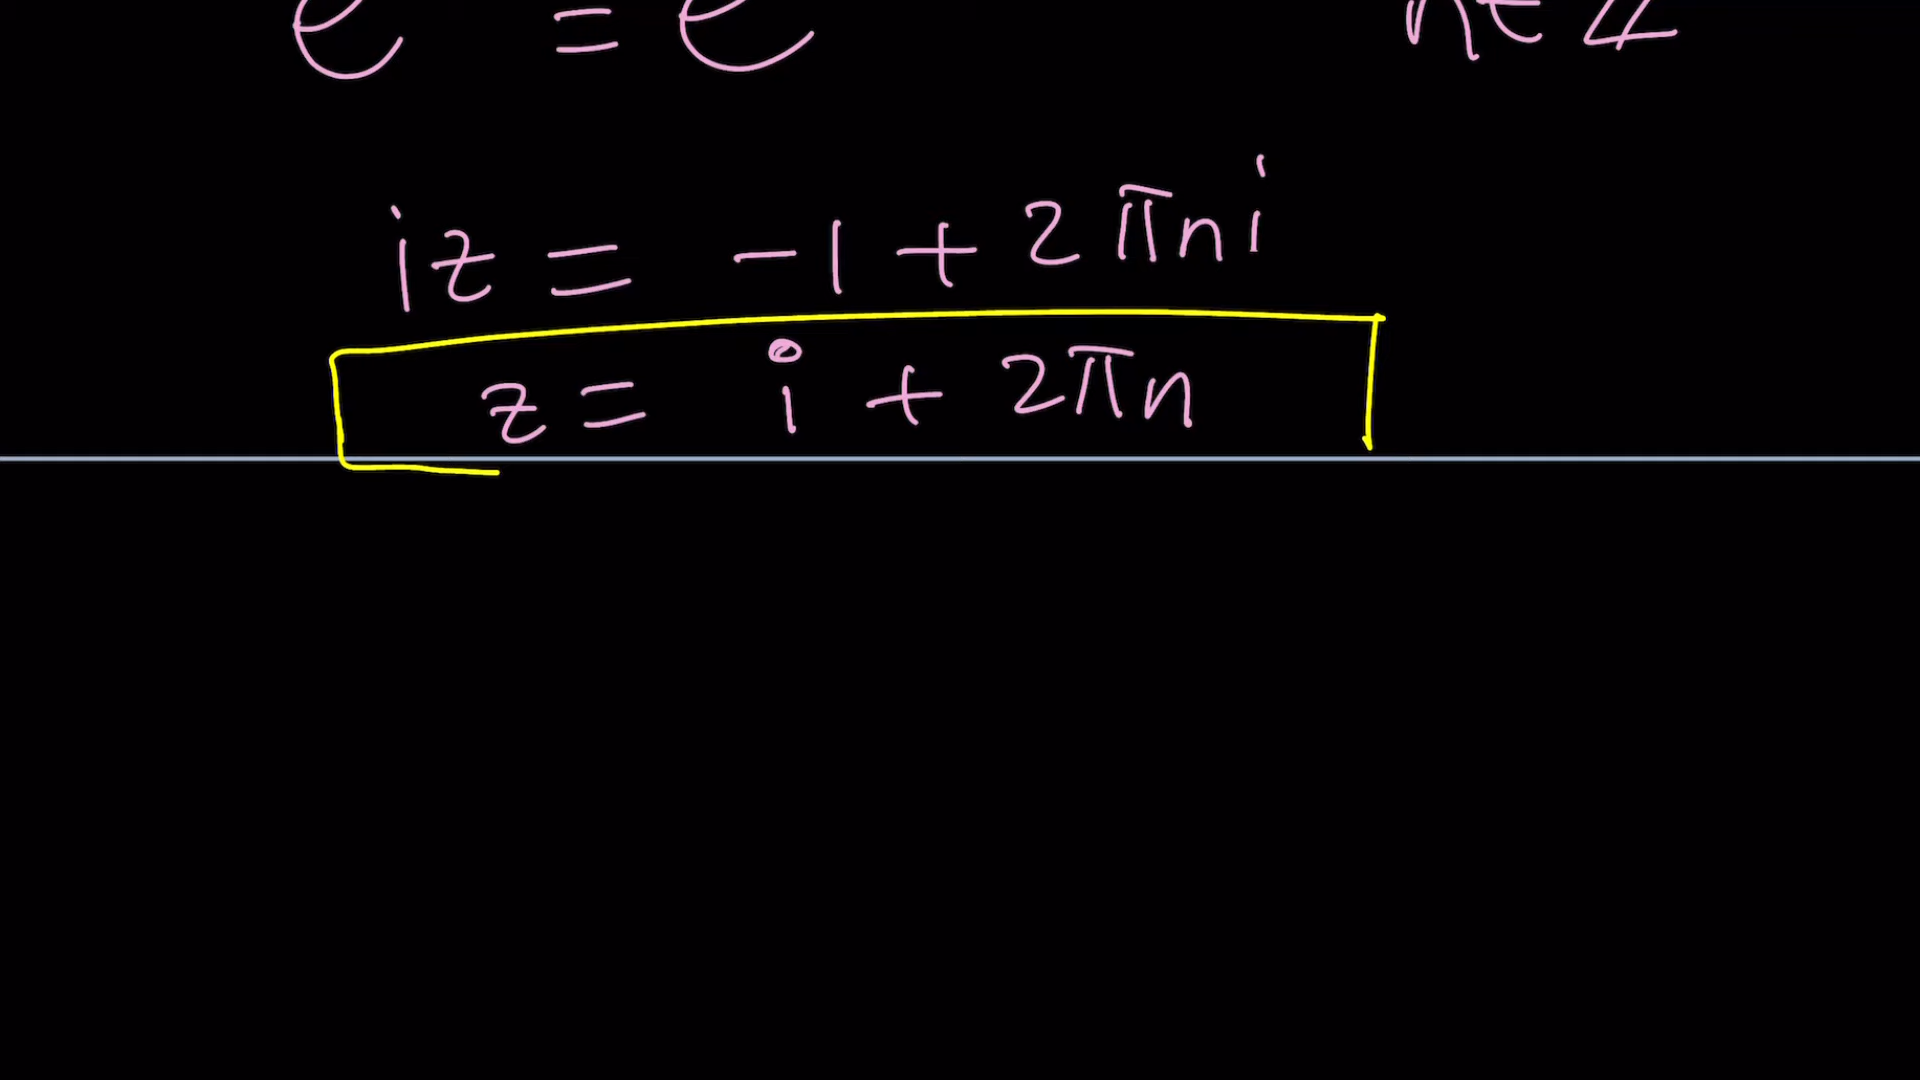 e = e n ∈ ℤ
iz = -1 + 2πni
z = i + 2πn